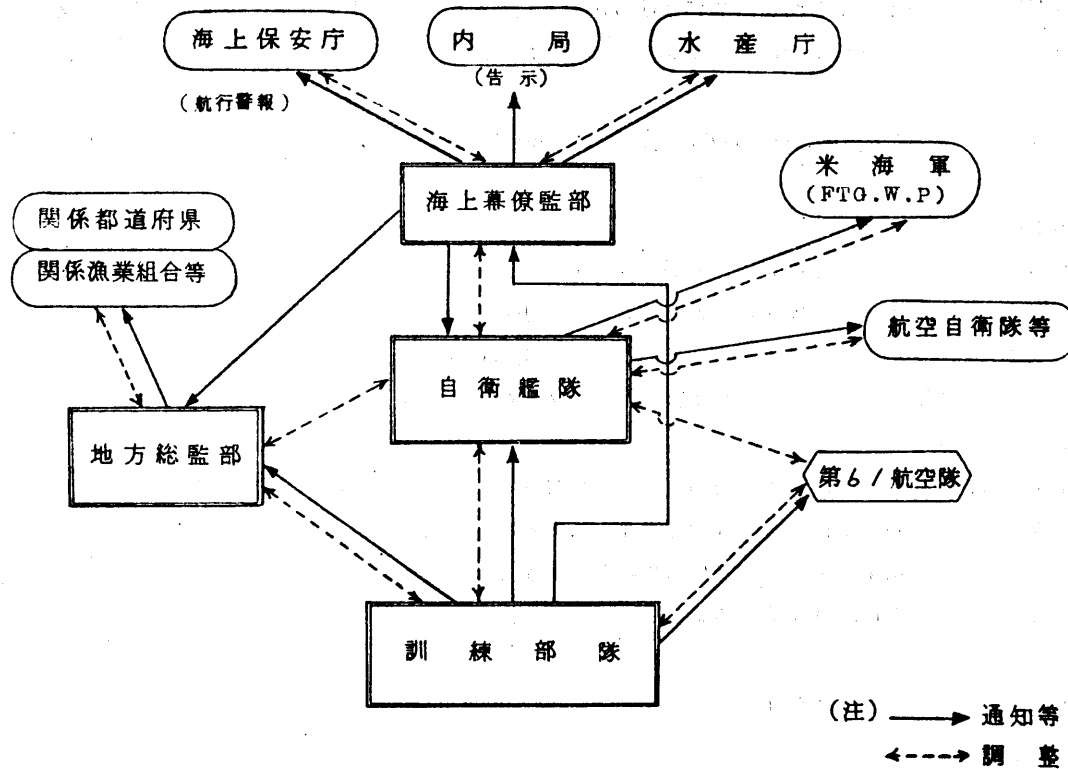 海上保安庁
(航行警報)
内局
(告示)
水産庁
海上幕僚監部
米海軍
(FTG.W.P)
関係都道府県
関係漁業組合等
航空自衛隊等
自衛艦隊
地方総監部
第6/航空隊
訓練部隊
(注) 通知等
調整